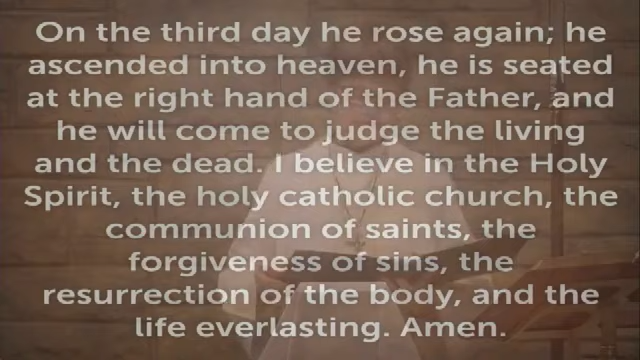 On the third day he rose again; he
ascended into heaven, he is seated
at the right hand of the Father, and
he will come to judge the living
and the dead. I believe in the Holy
Spirit, the holy catholic church, the
communion of saints, the
forgiveness of sins, the
resurrection of the body, and the
life everlasting. Amen.